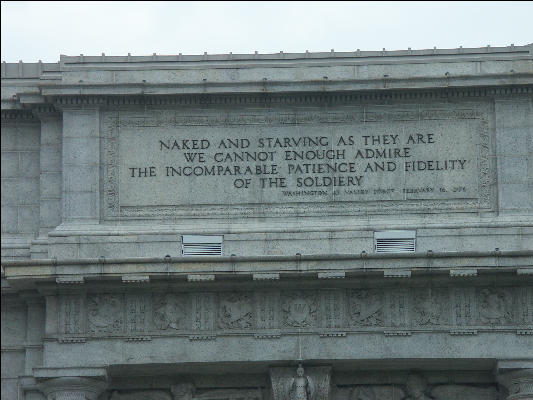 NAKED AND STARVING AS THEY ARE
WE CANNOT ENOUGH ADMIRE
THE INCOMPARABLE PATIENCE AND FIDELITY
OF THE SOLDIERY
WASHINGTON AT VALLEY FORGE FEBRUARY 16, 1778